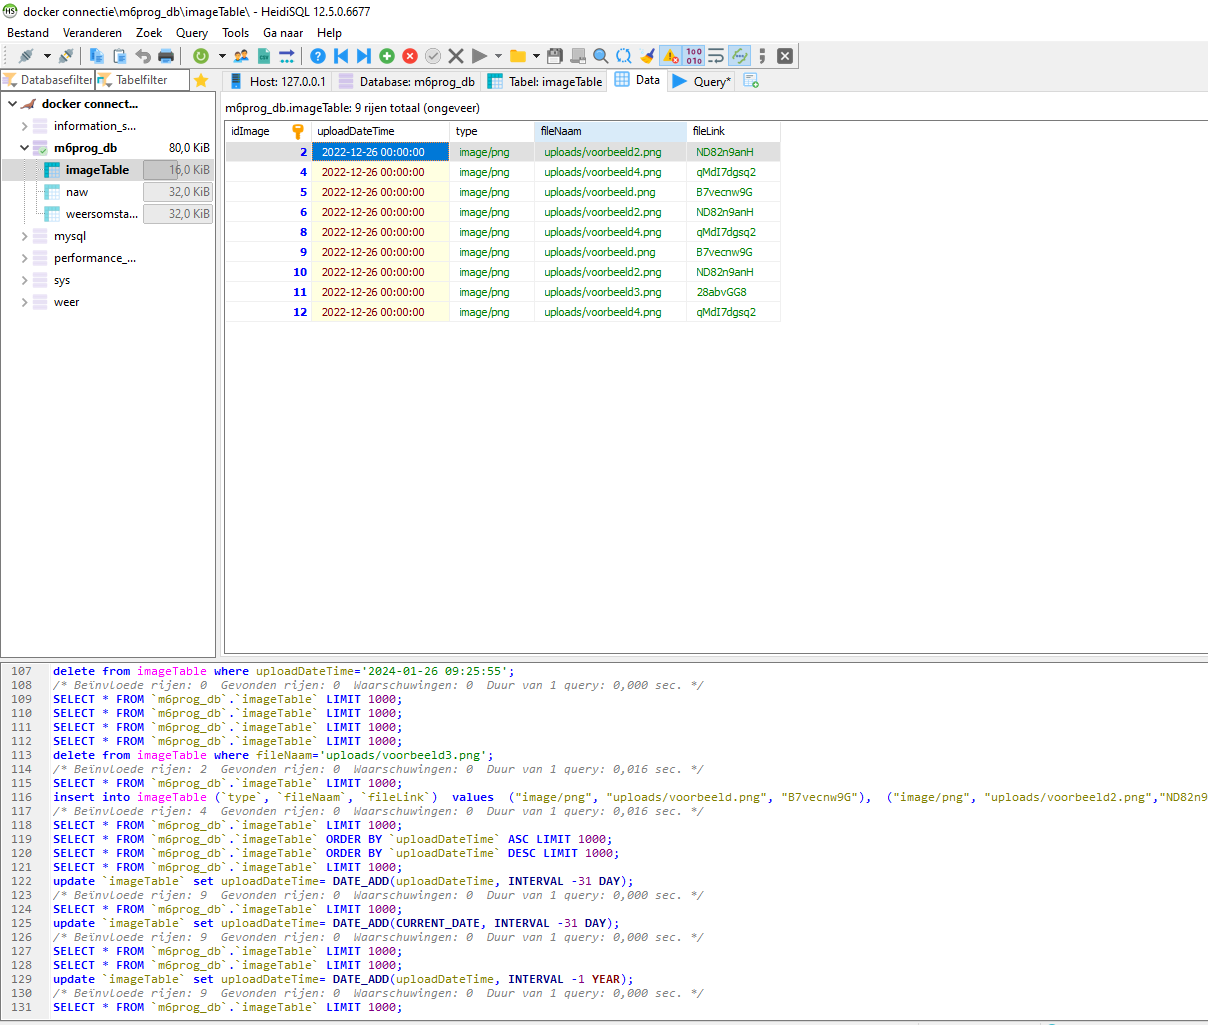 docker connectie\m6prog_db\imageTable\ - HeidiSQL 12.5.0.6677
Bestand Veranderen Zoek Query Tools Ga naar Help
Databasefilter Tabelfilter Host: 127.0.0.1 Database: m6prog_db Tabel: imageTable Data Query*
docker connect...
information_s...
m6prog_db 80,0 KiB
imageTable 16,0 KiB
naw 32,0 KiB
weersomsta... 32,0 KiB
mysql
performance_...
sys
weer
m6prog_db.imageTable: 9 rijen totaal (ongeveer)
idImage uploadDateTime type fileNaam fileLink
2 2022-12-26 00:00:00 image/png uploads/voorbeeld2.png ND82n9anH
4 2022-12-26 00:00:00 image/png uploads/voorbeeld4.png qMdI7dgsq2
5 2022-12-26 00:00:00 image/png uploads/voorbeeld.png B7vecnw9G
6 2022-12-26 00:00:00 image/png uploads/voorbeeld2.png ND82n9anH
8 2022-12-26 00:00:00 image/png uploads/voorbeeld4.png qMdI7dgsq2
9 2022-12-26 00:00:00 image/png uploads/voorbeeld.png B7vecnw9G
10 2022-12-26 00:00:00 image/png uploads/voorbeeld2.png ND82n9anH
11 2022-12-26 00:00:00 image/png uploads/voorbeeld3.png 28abvGG8
12 2022-12-26 00:00:00 image/png uploads/voorbeeld4.png qMdI7dgsq2
107 delete from imageTable where uploadDateTime='2024-01-26 09:25:55';
108 /* Beïnvloede rijen: 0 Gevonden rijen: 0 Waarschuwingen: 0 Duur van 1 query: 0,000 sec. */
109 SELECT * FROM `m6prog_db`.`imageTable` LIMIT 1000;
110 SELECT * FROM `m6prog_db`.`imageTable` LIMIT 1000;
111 SELECT * FROM `m6prog_db`.`imageTable` LIMIT 1000;
112 SELECT * FROM `m6prog_db`.`imageTable` LIMIT 1000;
113 delete from imageTable where fileNaam='uploads/voorbeeld3.png';
114 /* Beïnvloede rijen: 2 Gevonden rijen: 0 Waarschuwingen: 0 Duur van 1 query: 0,016 sec. */
115 SELECT * FROM `m6prog_db`.`imageTable` LIMIT 1000;
116 insert into imageTable (`type`, `fileNaam`, `fileLink`) values ("image/png", "uploads/voorbeeld.png", "B7vecnw9G"), ("image/png", "uploads/voorbeeld2.png","ND82n9
117 /* Beïnvloede rijen: 4 Gevonden rijen: 0 Waarschuwingen: 0 Duur van 1 query: 0,016 sec. */
118 SELECT * FROM `m6prog_db`.`imageTable` LIMIT 1000;
119 SELECT * FROM `m6prog_db`.`imageTable` ORDER BY `uploadDateTime` ASC LIMIT 1000;
120 SELECT * FROM `m6prog_db`.`imageTable` ORDER BY `uploadDateTime` DESC LIMIT 1000;
121 SELECT * FROM `m6prog_db`.`imageTable` LIMIT 1000;
122 update `imageTable` set uploadDateTime= DATE_ADD(uploadDateTime, INTERVAL -31 DAY);
123 /* Beïnvloede rijen: 9 Gevonden rijen: 0 Waarschuwingen: 0 Duur van 1 query: 0,000 sec. */
124 SELECT * FROM `m6prog_db`.`imageTable` LIMIT 1000;
125 update `imageTable` set uploadDateTime= DATE_ADD(CURRENT_DATE, INTERVAL -31 DAY);
126 /* Beïnvloede rijen: 9 Gevonden rijen: 0 Waarschuwingen: 0 Duur van 1 query: 0,000 sec. */
127 SELECT * FROM `m6prog_db`.`imageTable` LIMIT 1000;
128 SELECT * FROM `m6prog_db`.`imageTable` LIMIT 1000;
129 update `imageTable` set uploadDateTime= DATE_ADD(uploadDateTime, INTERVAL -1 YEAR);
130 /* Beïnvloede rijen: 9 Gevonden rijen: 0 Waarschuwingen: 0 Duur van 1 query: 0,000 sec. */
131 SELECT * FROM `m6prog_db`.`imageTable` LIMIT 1000;